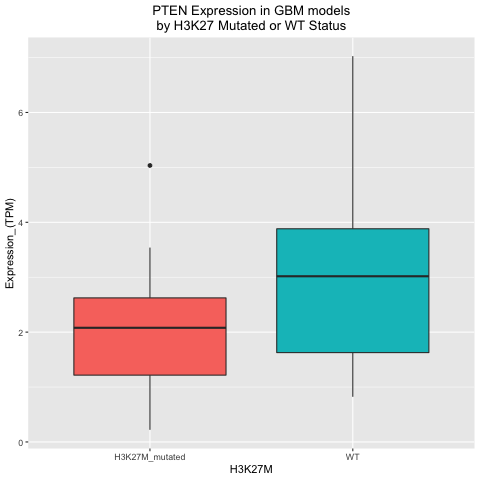 PTEN Expression in GBM models
by H3K27 Mutated or WT Status
Expression_(TPM)
6
4
2
0
H3K27M_mutated
WT
H3K27M